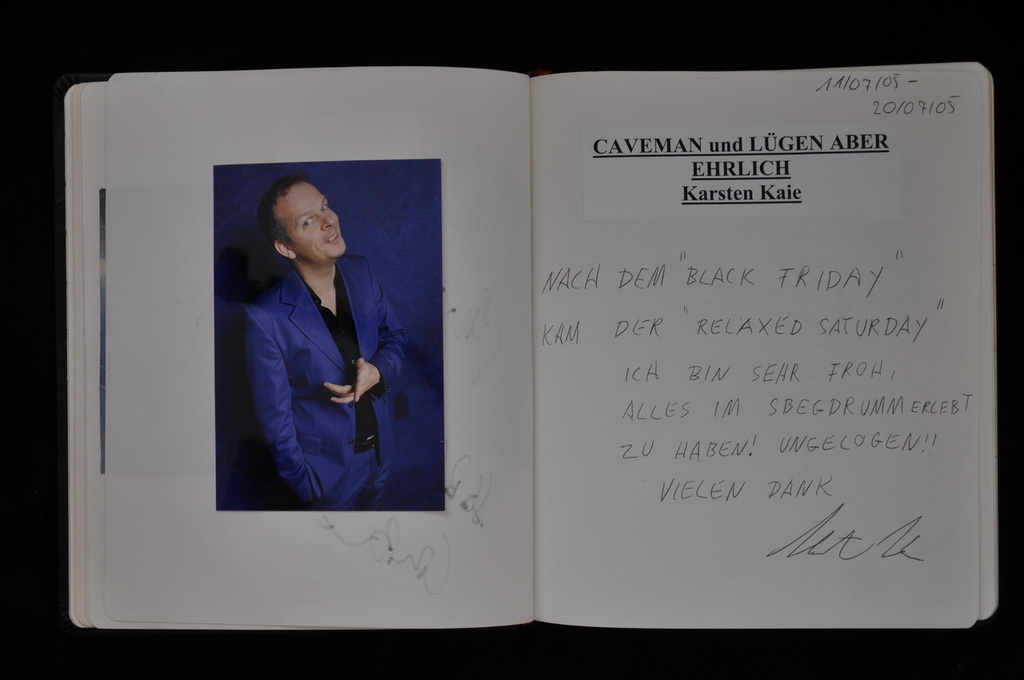 11/07/05 -
20/07/05
CAVEMAN und LÜGEN ABER
EHRLICH
Karsten Kaie
NACH DEM "BLACK FRIDAY"
KAM DER "RELAXED SATURDAY"
ICH BIN SEHR FROH,
ALLES IM SBEGDRUMM ERLEBT
ZU HABEN! UNGELOGEN!!
VIELEN DANK